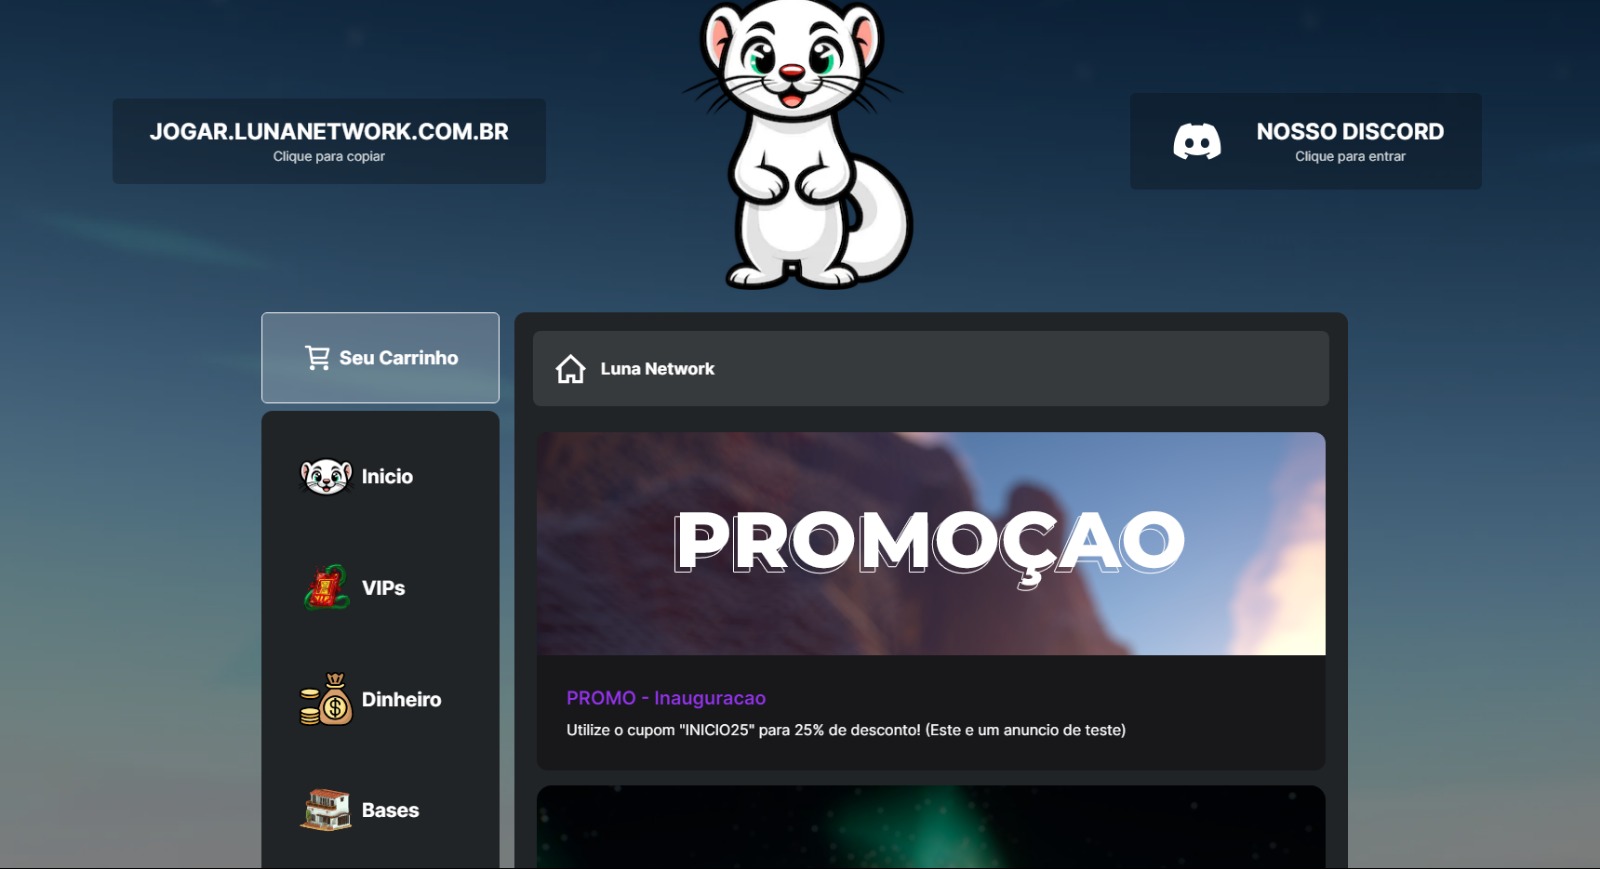 JOGAR.LUNANETWORK.COM.BR
Clique para copiar
NOSSO DISCORD
Clique para entrar
Seu Carrinho
Inicio
VIPs
Dinheiro
Bases
Luna Network
PROMOÇAO
PROMO - Inauguracao
Utilize o cupom "INICIO25" para 25% de desconto! (Este e um anuncio de teste)